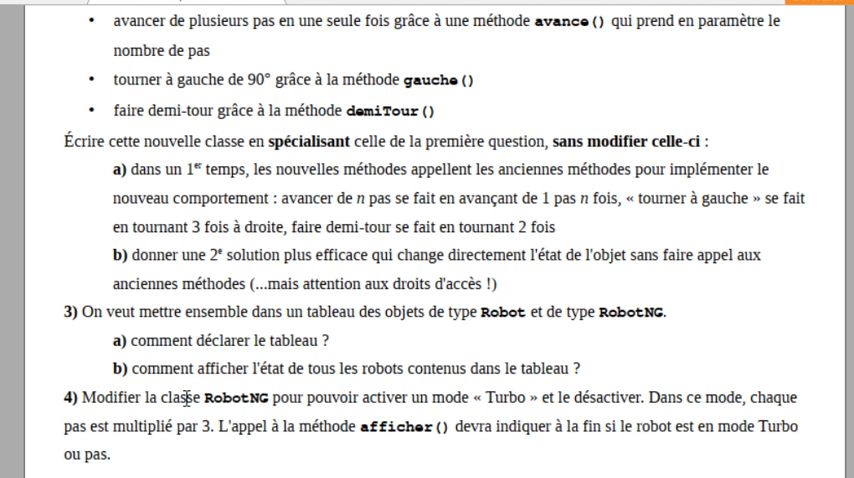 • avancer de plusieurs pas en une seule fois grâce à une méthode avance() qui prend en paramètre le
nombre de pas
• tourner à gauche de 90° grâce à la méthode gauche()
• faire demi-tour grâce à la méthode demiTour()
Écrire cette nouvelle classe en spécialisant celle de la première question, sans modifier celle-ci :
a) dans un 1er temps, les nouvelles méthodes appellent les anciennes méthodes pour implémenter le
nouveau comportement : avancer de n pas se fait en avançant de 1 pas n fois, « tourner à gauche » se fait
en tournant 3 fois à droite, faire demi-tour se fait en tournant 2 fois
b) donner une 2e solution plus efficace qui change directement l'état de l'objet sans faire appel aux
anciennes méthodes (...mais attention aux droits d'accès !)
3) On veut mettre ensemble dans un tableau des objets de type Robot et de type RobotNG.
a) comment déclarer le tableau ?
b) comment afficher l'état de tous les robots contenus dans le tableau ?
4) Modifier la classe RobotNG pour pouvoir activer un mode « Turbo » et le désactiver. Dans ce mode, chaque
pas est multiplié par 3. L'appel à la méthode afficher() devra indiquer à la fin si le robot est en mode Turbo
ou pas.